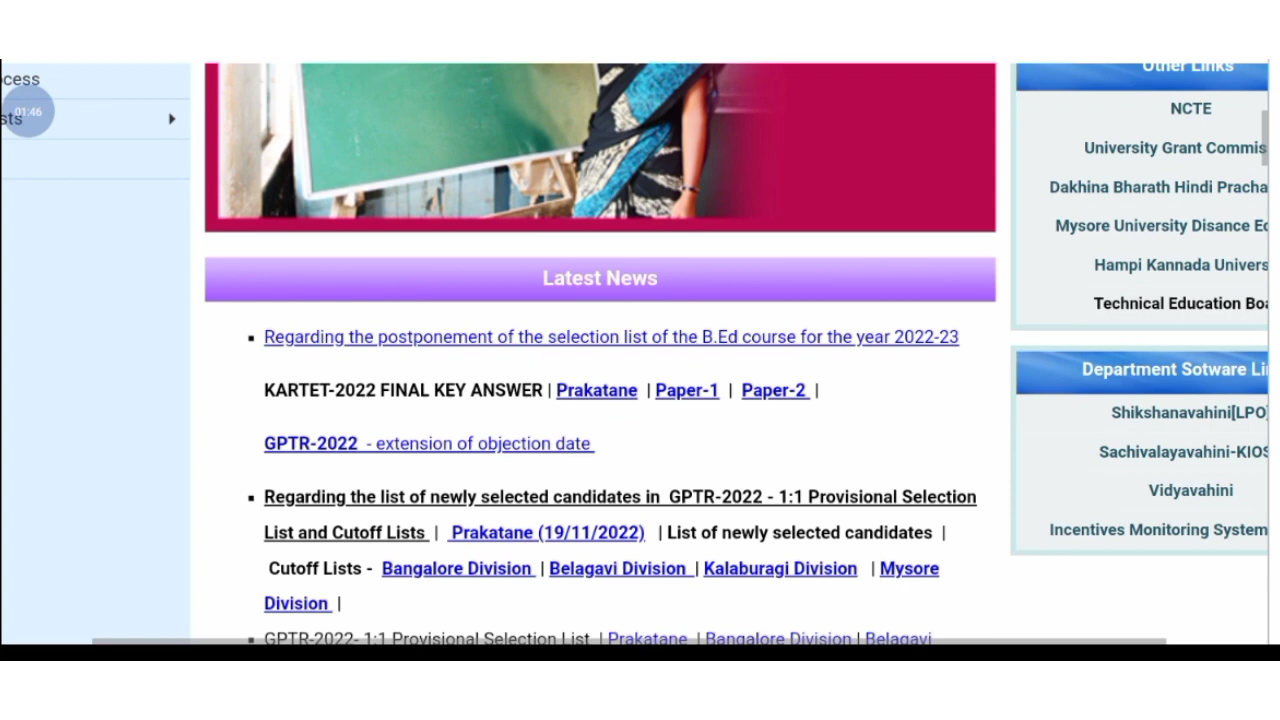 cess
sts
01:46
Latest News
Regarding the postponement of the selection list of the B.Ed course for the year 2022-23
KARTET-2022 FINAL KEY ANSWER | Prakatane | Paper-1 | Paper-2 |
GPTR-2022 - extension of objection date
Regarding the list of newly selected candidates in GPTR-2022 - 1:1 Provisional Selection
List and Cutoff Lists | Prakatane (19/11/2022) | List of newly selected candidates |
Cutoff Lists - Bangalore Division | Belagavi Division | Kalaburagi Division | Mysore
Division |
GPTR-2022- 1:1 Provisional Selection List | Prakatane | Bangalore Division | Belagavi
Other Links
NCTE
University Grant Commis
Dakhina Bharath Hindi Pracha
Mysore University Disance Ed
Hampi Kannada Univers
Technical Education Boa
Department Sotware Li
Shikshanavahini[LPO]
Sachivalayavahini-KIOS
Vidyavahini
Incentives Monitoring System